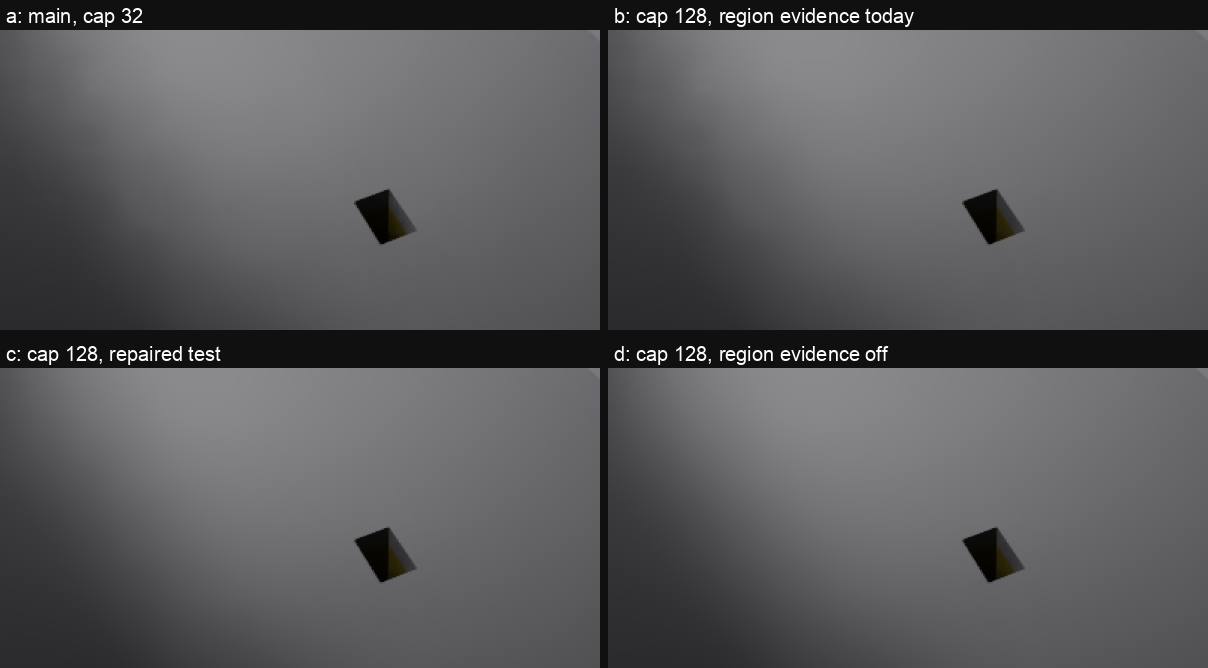 a: main, cap 32
b: cap 128, region evidence today
c: cap 128, repaired test
d: cap 128, region evidence off